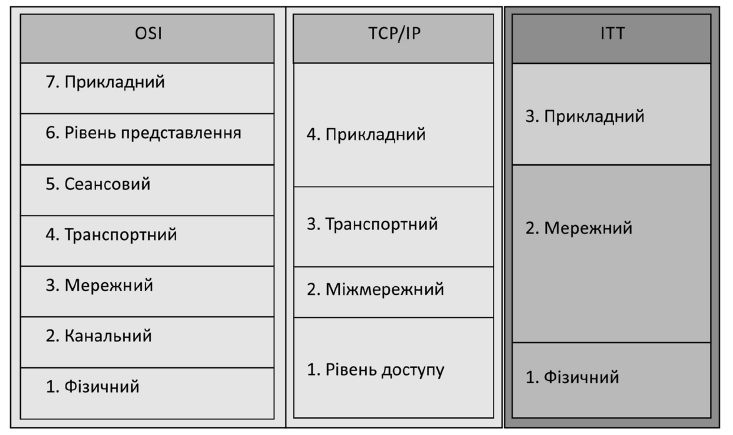 OSI
7. Прикладний
6. Рівень представлення
5. Сеансовий
4. Транспортний
3. Мережний
2. Канальний
1. Фізичний
TCP/IP
4. Прикладний
3. Транспортний
2. Міжмережний
1. Рівень доступу
ІТТ
3. Прикладний
2. Мережний
1. Фізичний